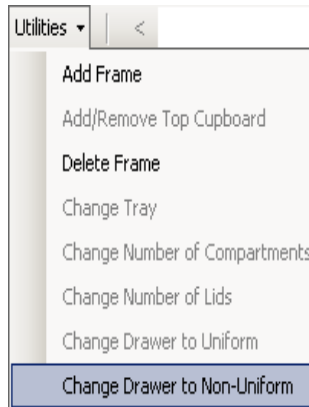 Utilities <
Add Frame
Add/Remove Top Cupboard
Delete Frame
Change Tray
Change Number of Compartments
Change Number of Lids
Change Drawer to Uniform
Change Drawer to Non-Uniform